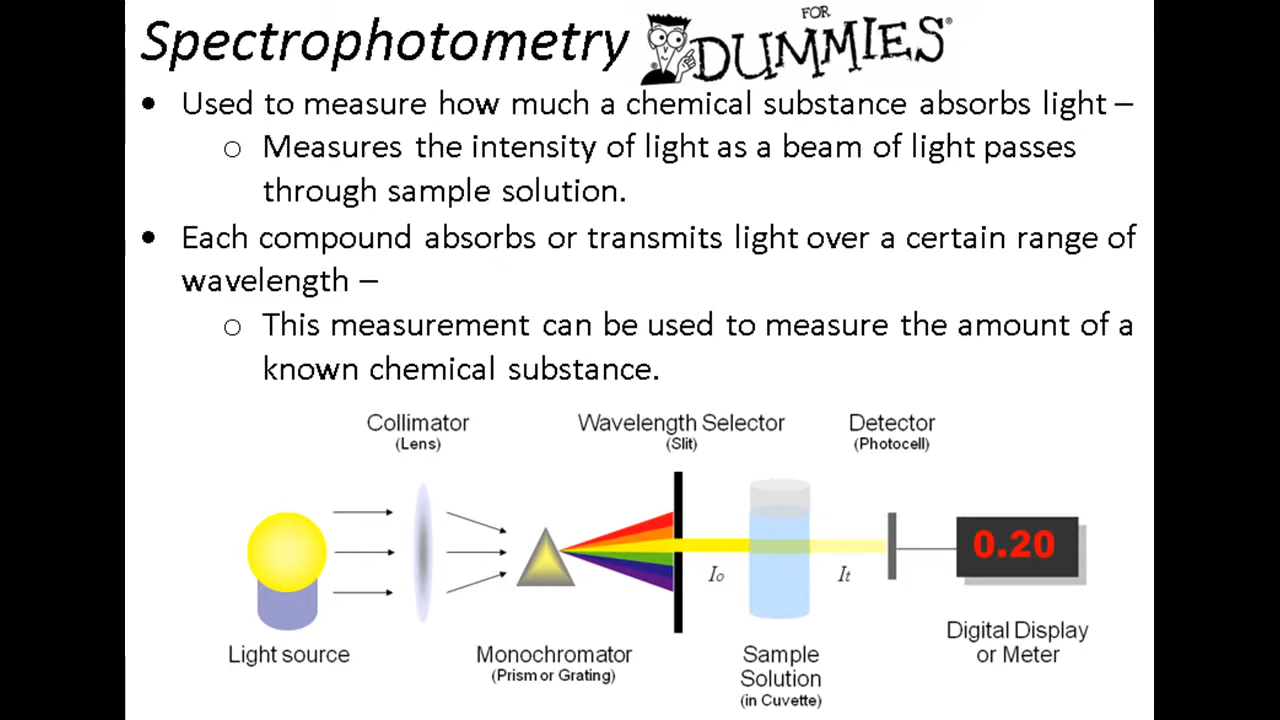 Spectrophotometry FOR DUMMIES®
• Used to measure how much a chemical substance absorbs light –
o Measures the intensity of light as a beam of light passes
through sample solution.
• Each compound absorbs or transmits light over a certain range of
wavelength –
o This measurement can be used to measure the amount of a
known chemical substance.
Collimator
(Lens)
Wavelength Selector
(Slit)
Detector
(Photocell)
0.20
Io
It
Light source
Monochromator
(Prism or Grating)
Sample
Solution
(in Cuvette)
Digital Display
or Meter